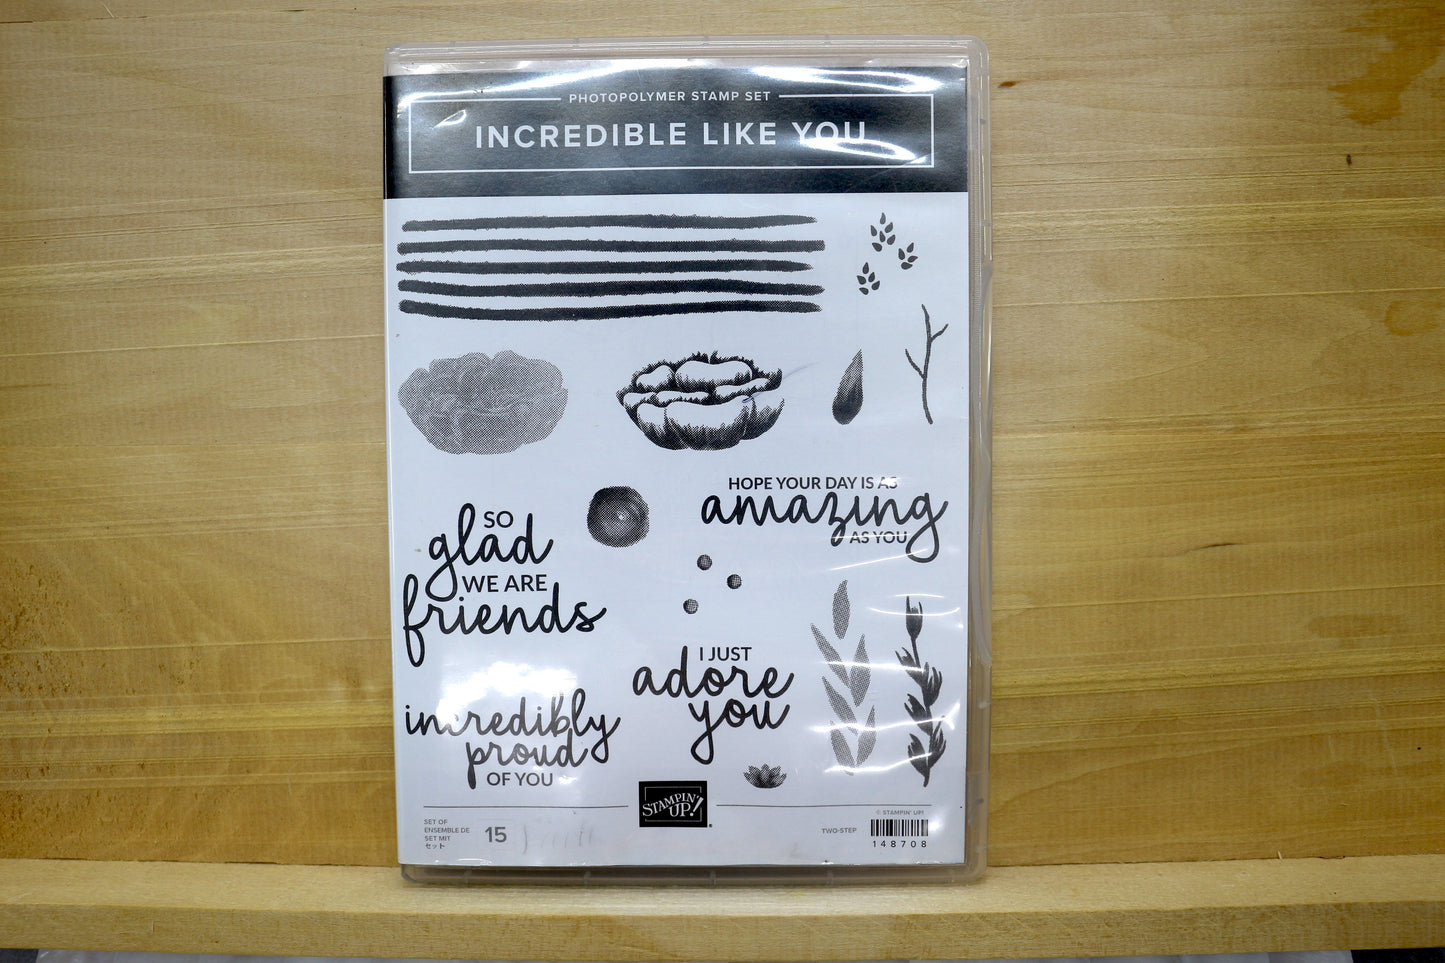 PHOTOPOLYMER STAMP SET
INCREDIBLE LIKE YOU
HOPE YOUR DAY IS AS
amazing
AS YOU
SO
glad
WE ARE
friends
I JUST
adore
you
incredibly
proud
OF YOU
STAMPIN' UP!
SET OF
ENSEMBLE DE
SET MIT
セット
15
© STAMPIN' UP!
TWO-STEP
148708